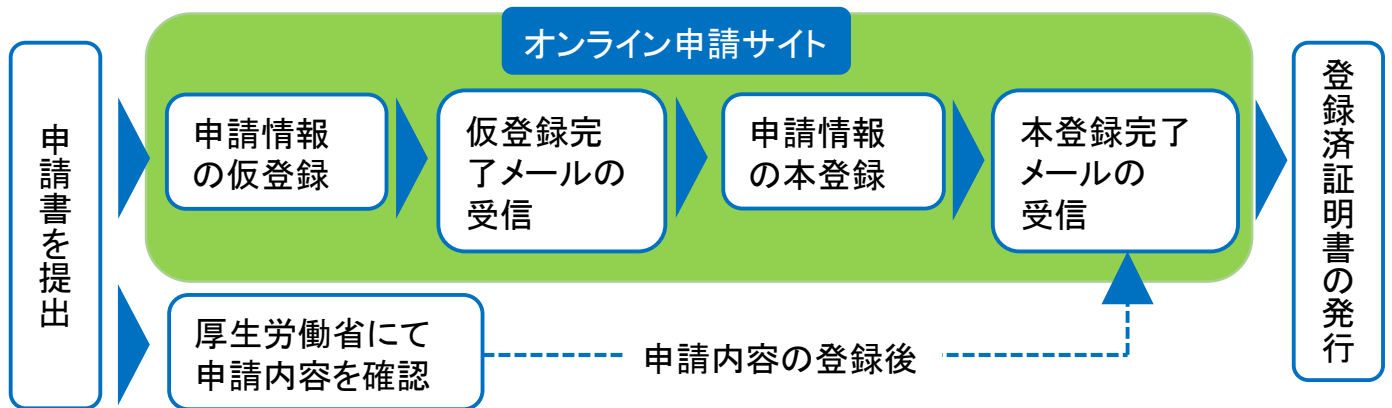 オンライン申請サイト
申請書を提出
申請情報
の仮登録
仮登録完
了メールの
受信
申請情報
の本登録
本登録完了
メールの
受信
登録済証明書の発行
厚生労働省にて
申請内容を確認
申請内容の登録後